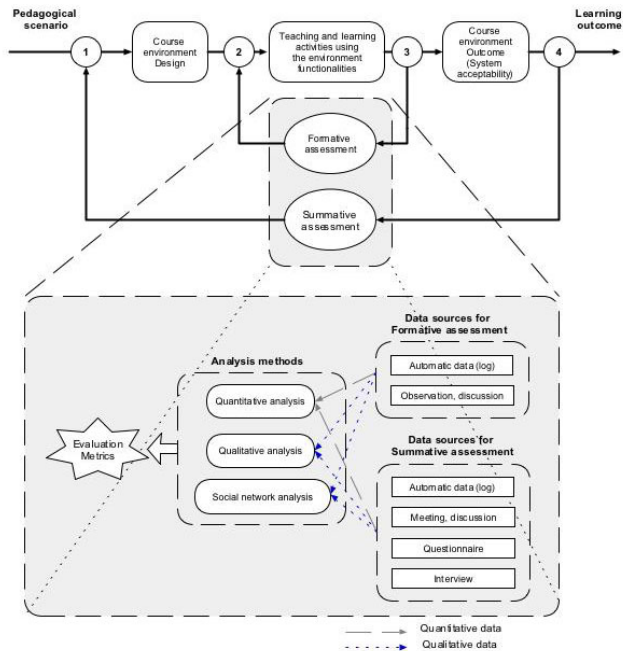 Pedagogical
scenario
Learning
outcome
1
Course
environment
Design
2
Teaching and learning
activities using
the environment
functionalities
3
Course
environment
Outcome
(System
acceptability)
4
Formative
assessment
Summative
assessment
Data sources for
Formative assessment
Automatic data (log)
Observation, discussion
Analysis methods
Quantitative analysis
Qualitative analysis
Social network analysis
Evaluation
Metrics
Data sources for
Summative assessment
Automatic data (log)
Meeting, discussion
Questionnaire
Interview
Quantitative data
Qualitative data